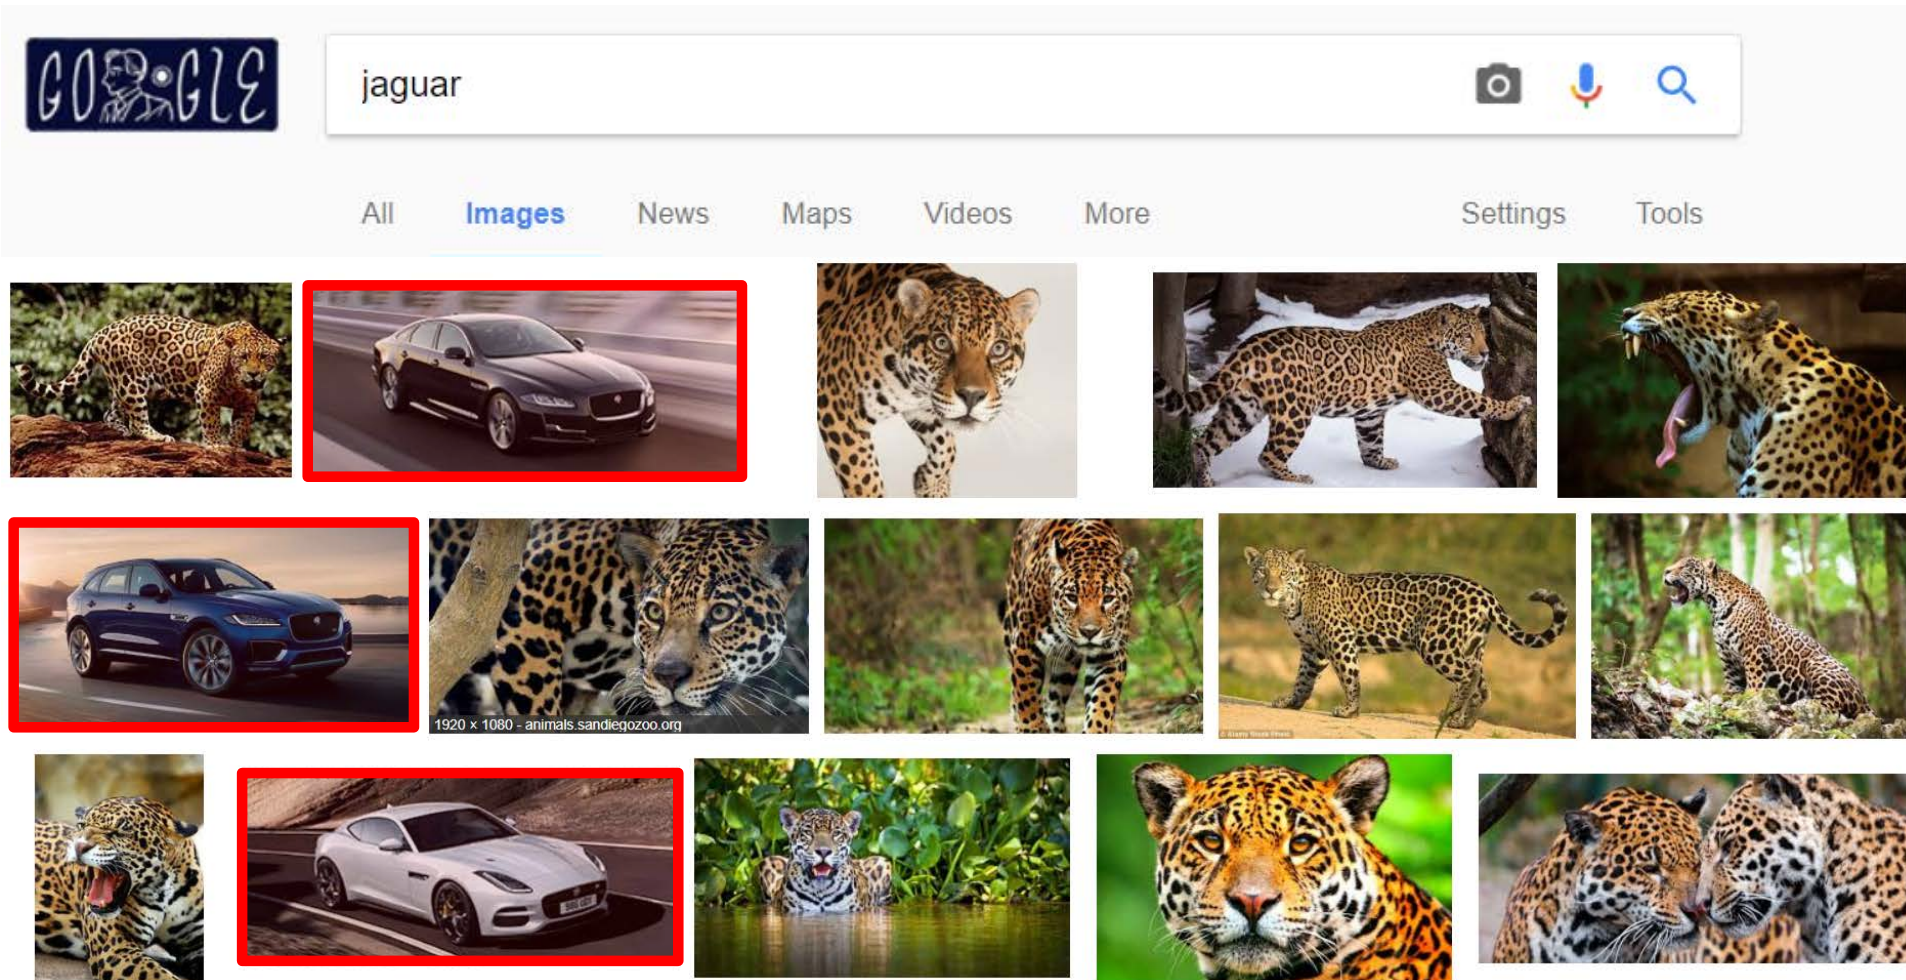 GOOGLE
jaguar
All Images News Maps Videos More Settings Tools
1920 × 1080 - animals.sandiegozoo.org